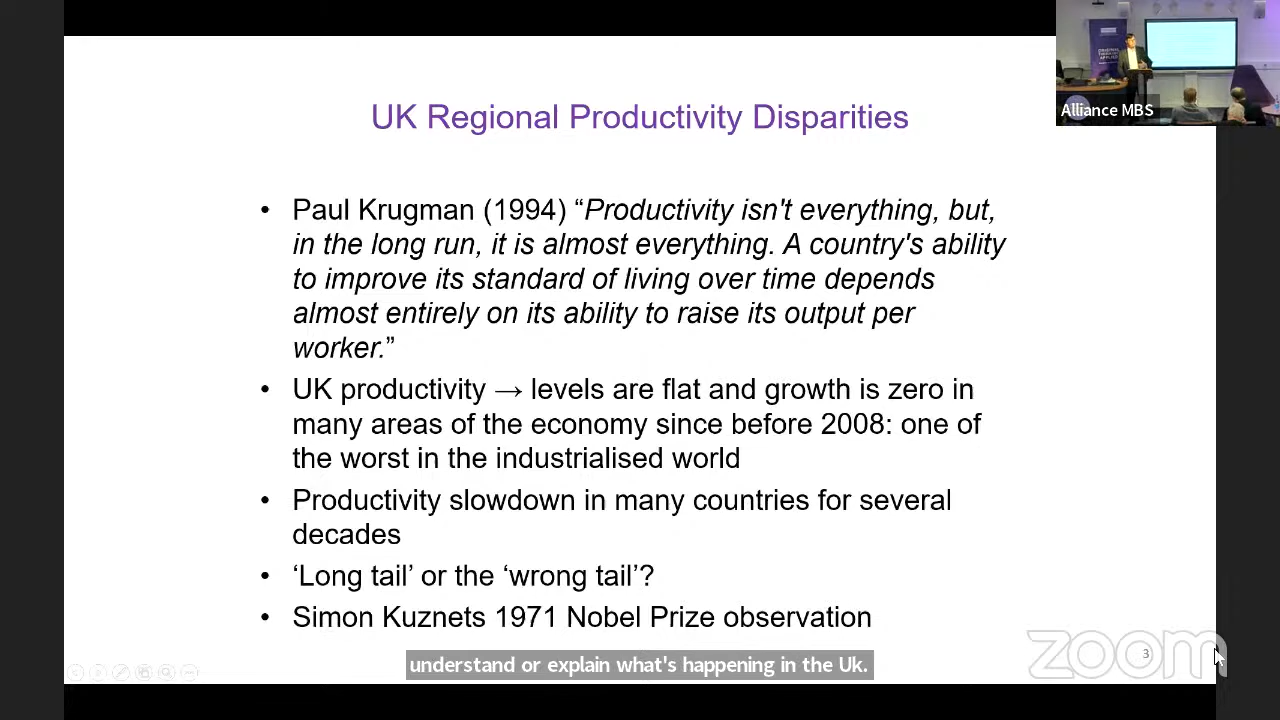 UK Regional Productivity Disparities
• Paul Krugman (1994) “Productivity isn't everything, but,
in the long run, it is almost everything. A country's ability
to improve its standard of living over time depends
almost entirely on its ability to raise its output per
worker.”
• UK productivity → levels are flat and growth is zero in
many areas of the economy since before 2008: one of
the worst in the industrialised world
• Productivity slowdown in many countries for several
decades
• ‘Long tail’ or the ‘wrong tail’?
• Simon Kuznets 1971 Nobel Prize observation
understand or explain what's happening in the Uk.
3
zoom
Alliance MBS